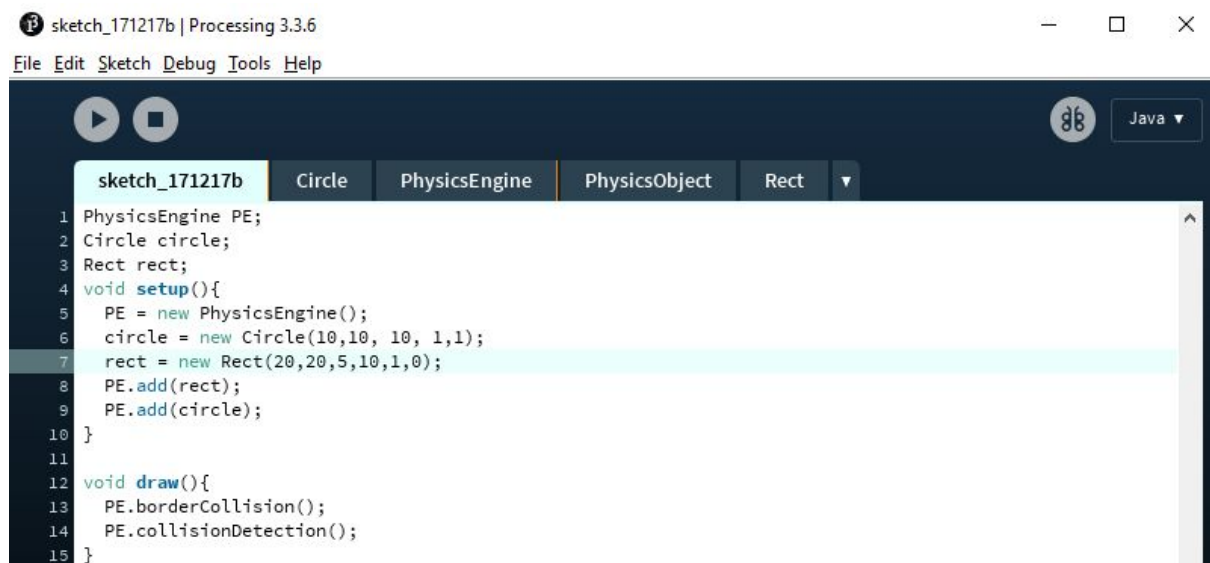 sketch_171217b | Processing 3.3.6
File Edit Sketch Debug Tools Help
Java ▼
sketch_171217b Circle PhysicsEngine PhysicsObject Rect ▼
1 PhysicsEngine PE;
2 Circle circle;
3 Rect rect;
4 void setup(){
5   PE = new PhysicsEngine();
6   circle = new Circle(10,10, 10, 1,1);
7   rect = new Rect(20,20,5,10,1,0);
8   PE.add(rect);
9   PE.add(circle);
10 }
11
12 void draw(){
13   PE.borderCollision();
14   PE.collisionDetection();
15 }